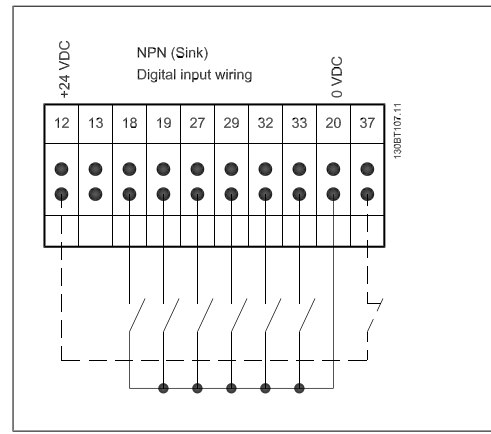 +24 VDC
NPN (Sink)
Digital input wiring
0 VDC
12 13 18 19 27 29 32 33 20 37
130BT107.11